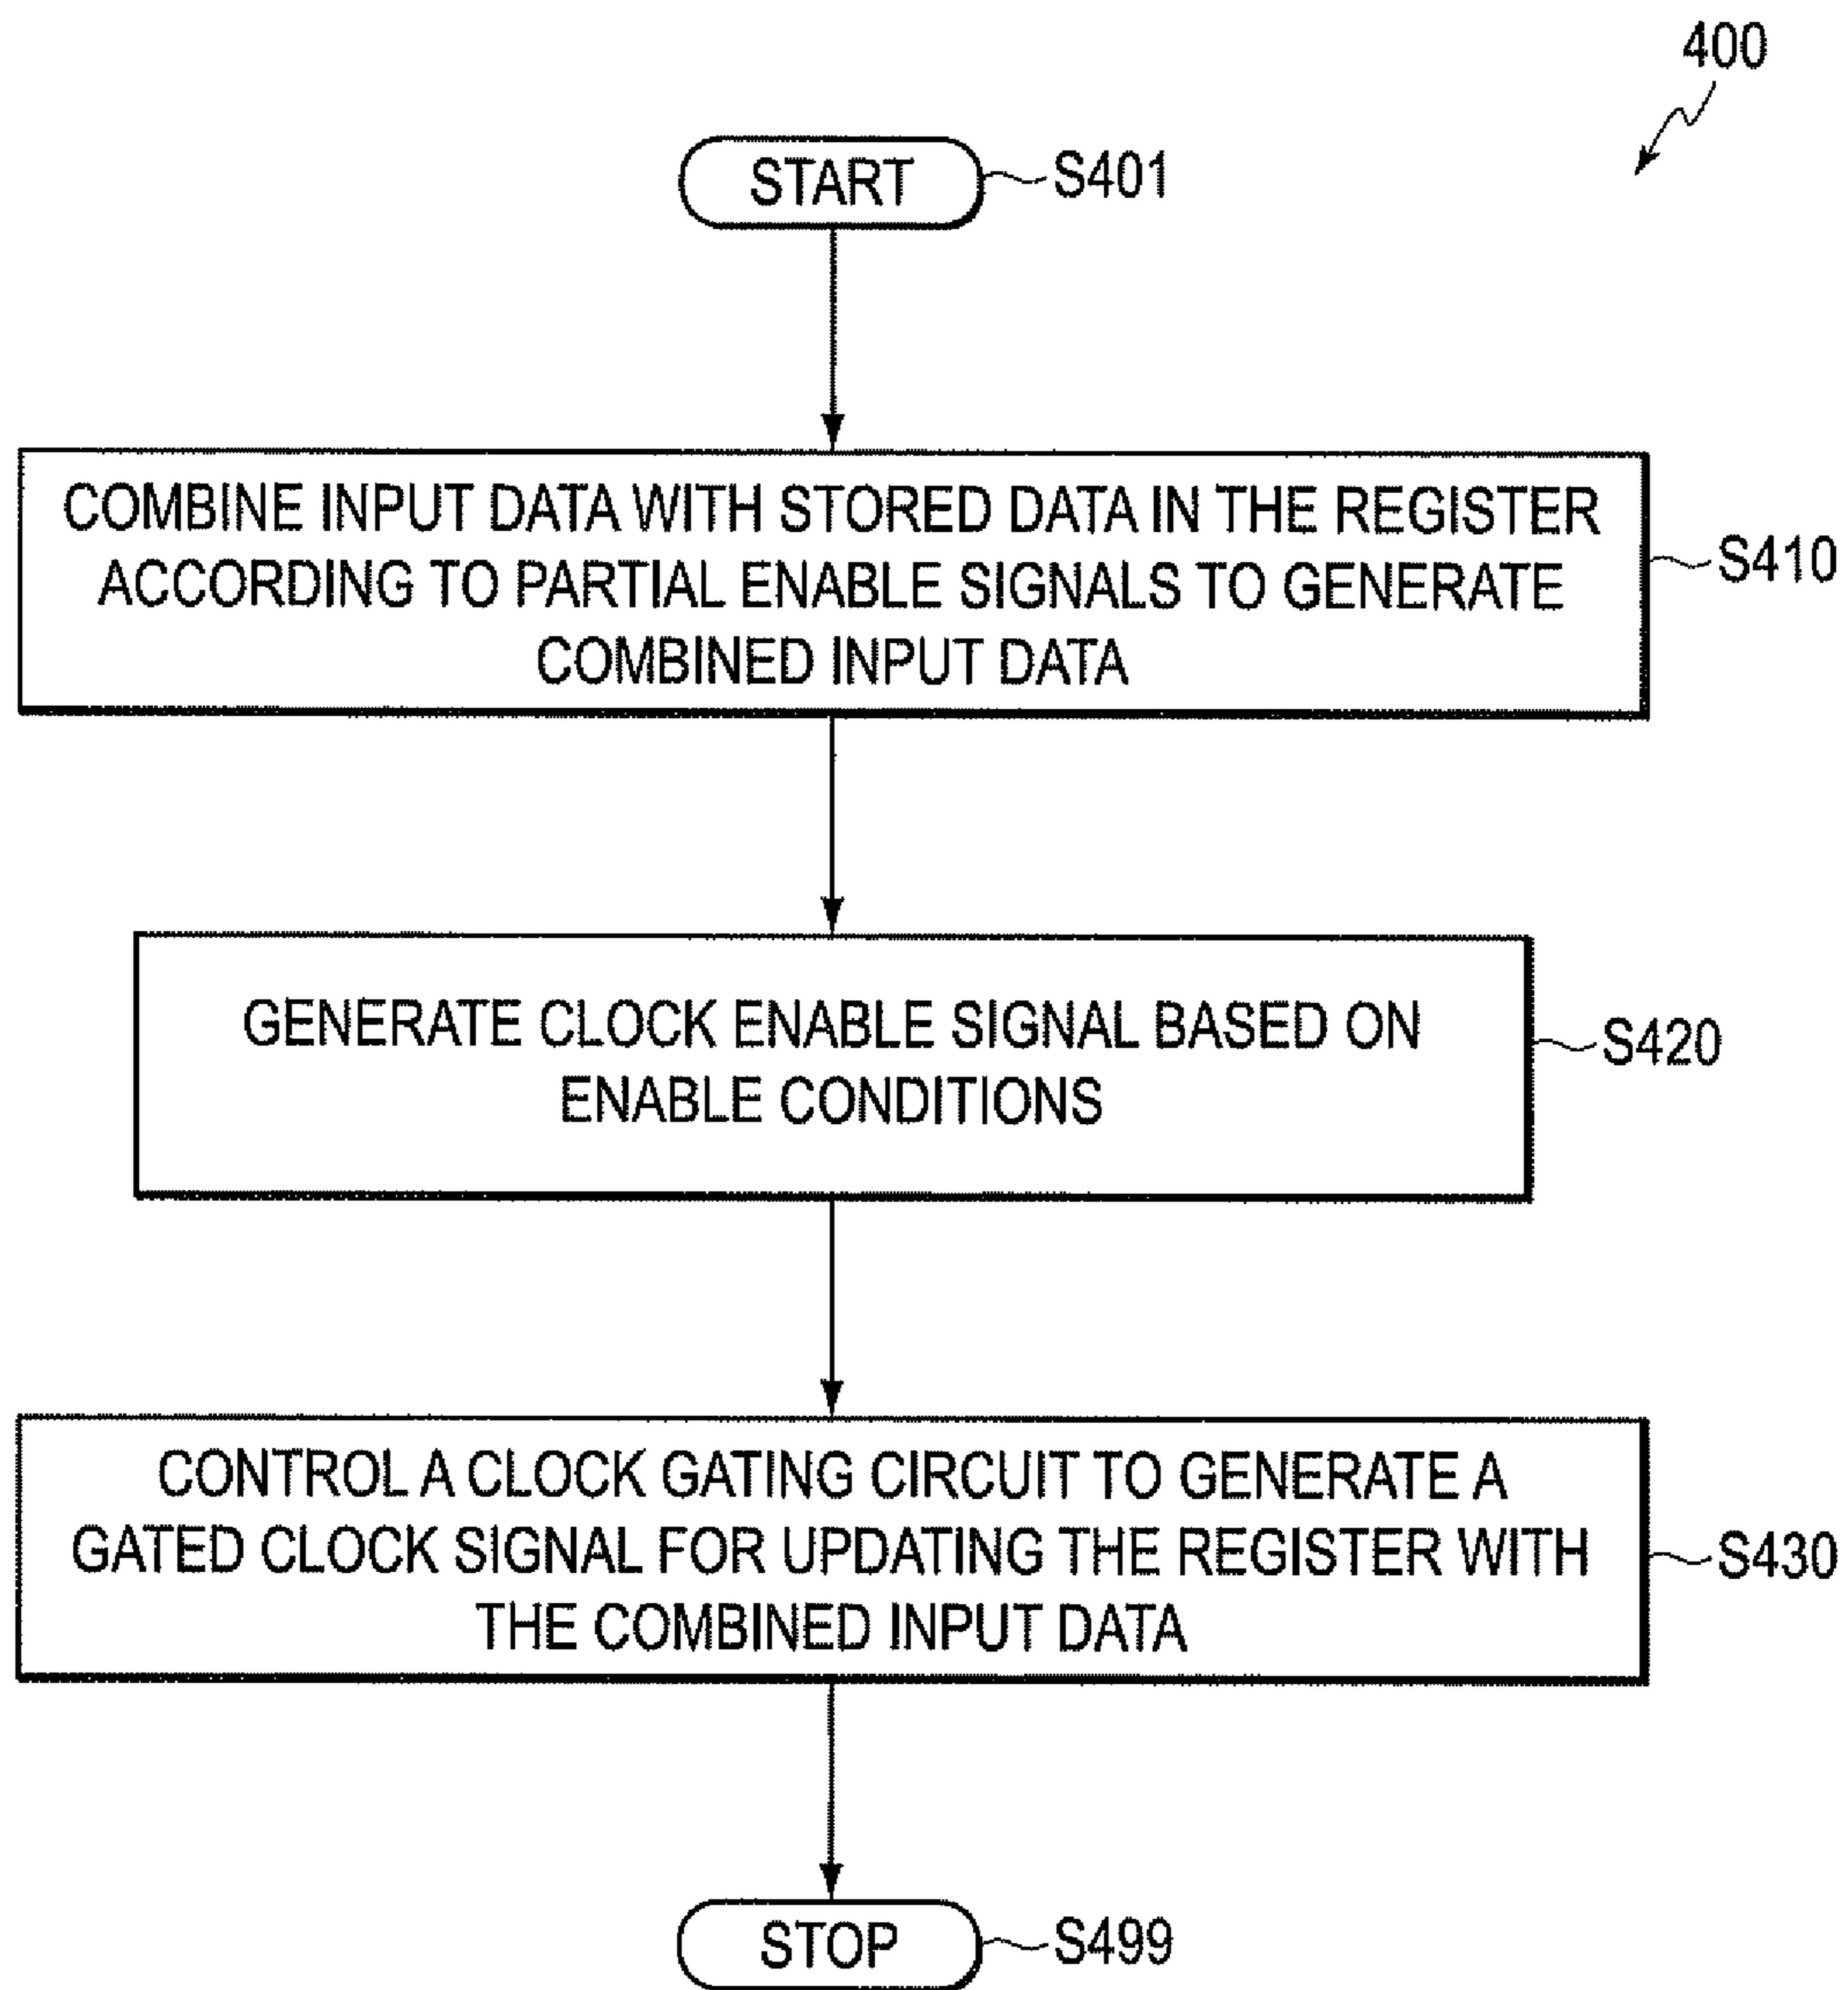 400
START
S401
COMBINE INPUT DATA WITH STORED DATA IN THE REGISTER
ACCORDING TO PARTIAL ENABLE SIGNALS TO GENERATE
COMBINED INPUT DATA
S410
GENERATE CLOCK ENABLE SIGNAL BASED ON
ENABLE CONDITIONS
S420
CONTROL A CLOCK GATING CIRCUIT TO GENERATE A
GATED CLOCK SIGNAL FOR UPDATING THE REGISTER WITH
THE COMBINED INPUT DATA
S430
STOP
S499